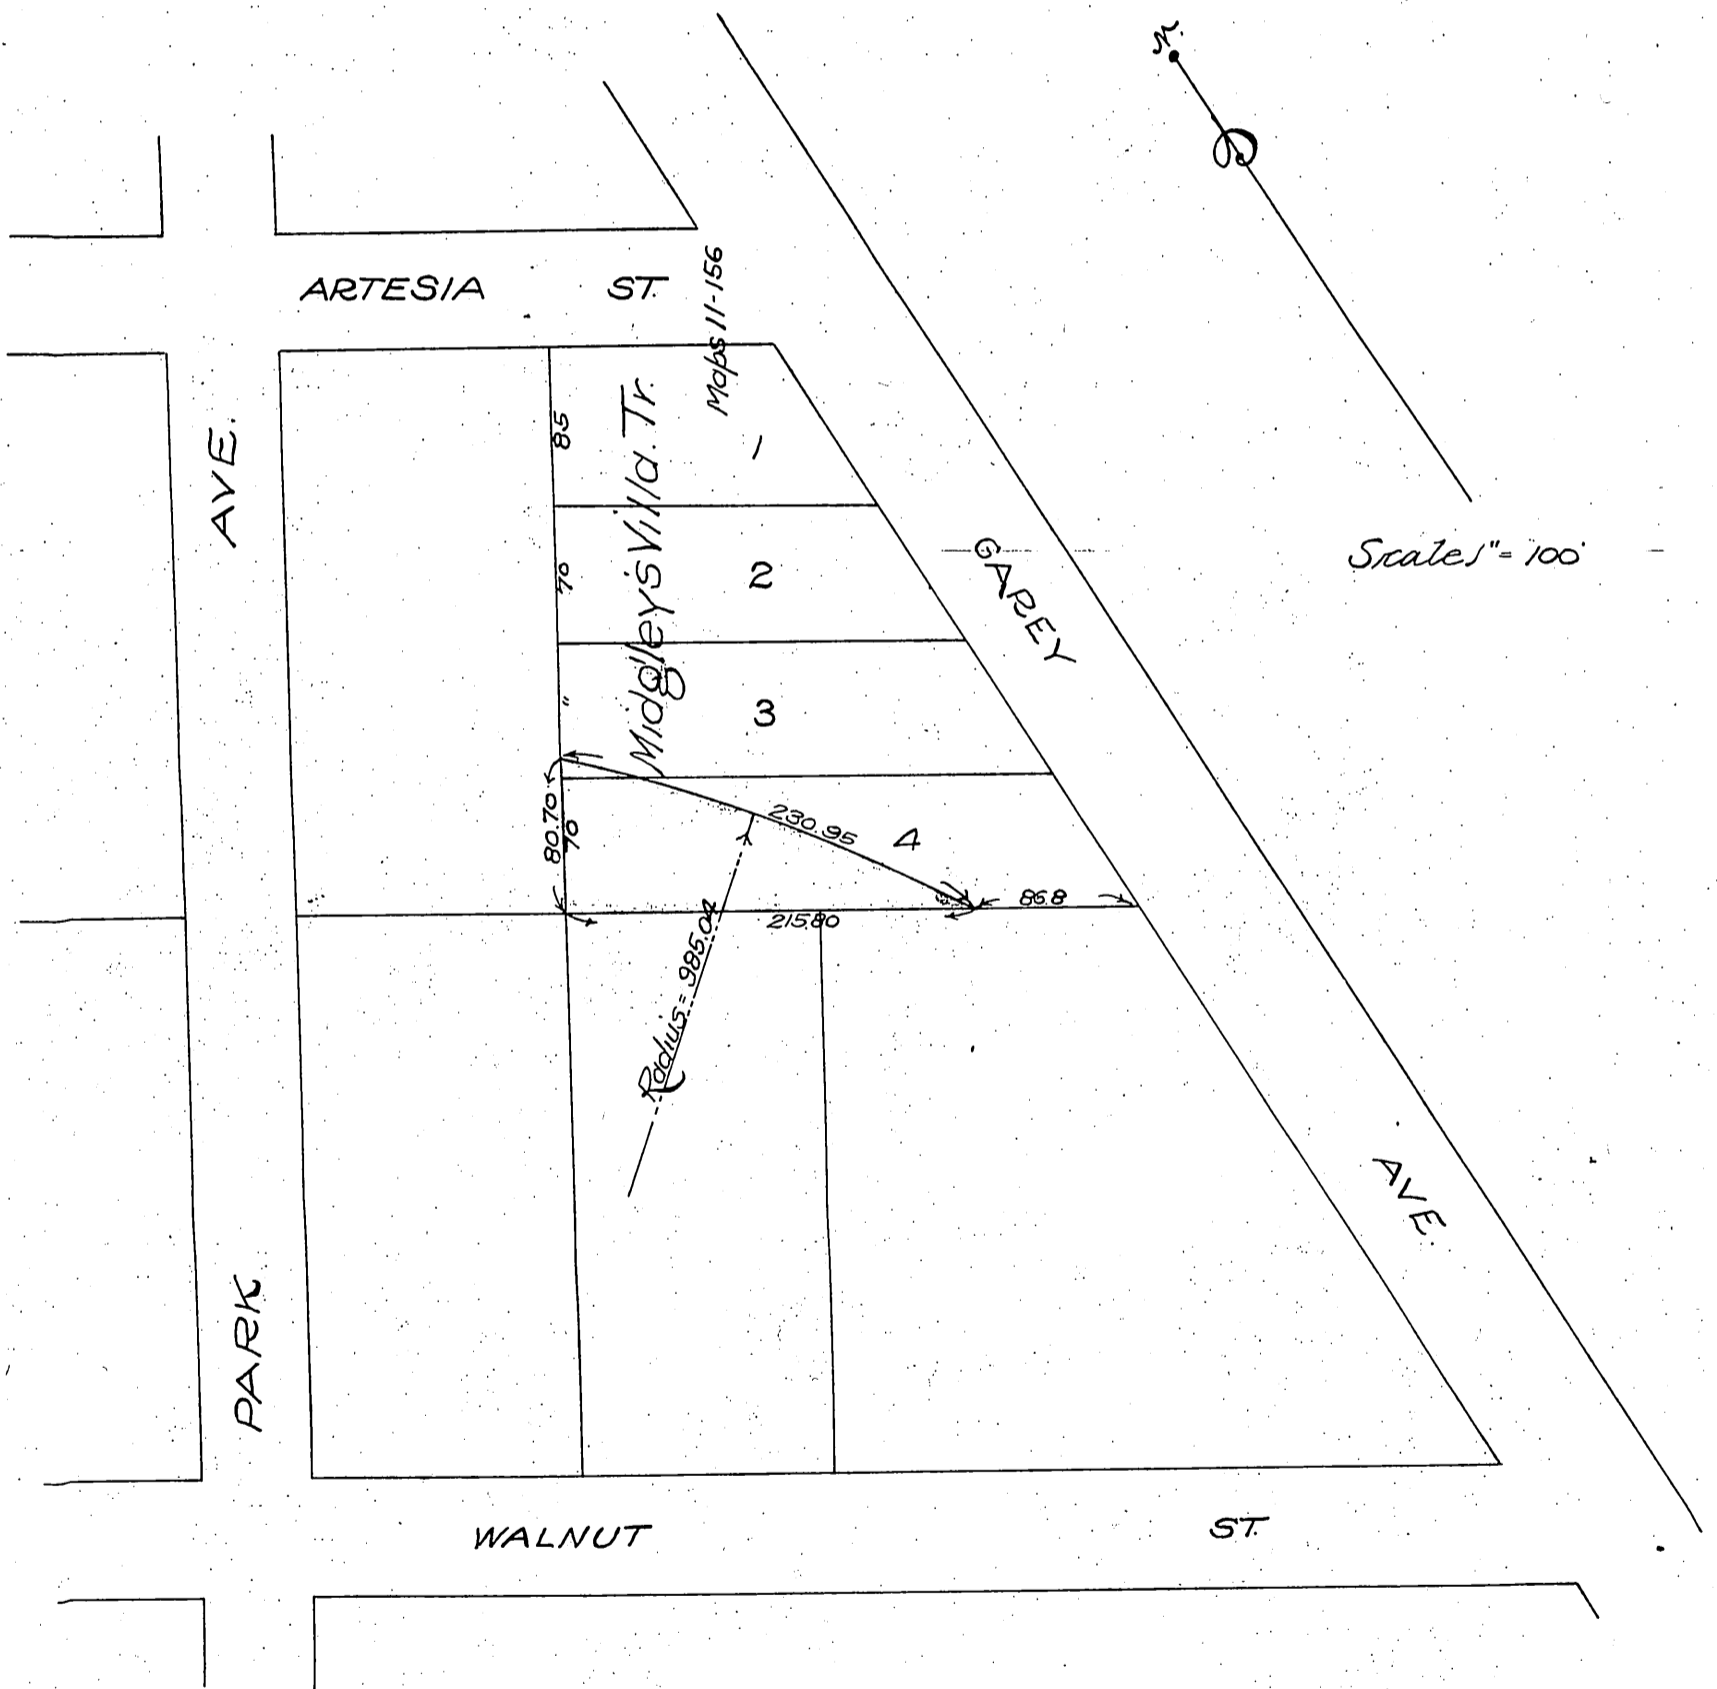 N.
ARTESIA ST.
Maps 11-156
Midgley's Villa. Tr.
AVE.
85
1
70
2
GAREY
Scale 1" = 100'
"
3
80.70
70
230.95
4
86.8
215.80
Radius = 985.04
AVE.
PARK
WALNUT ST.